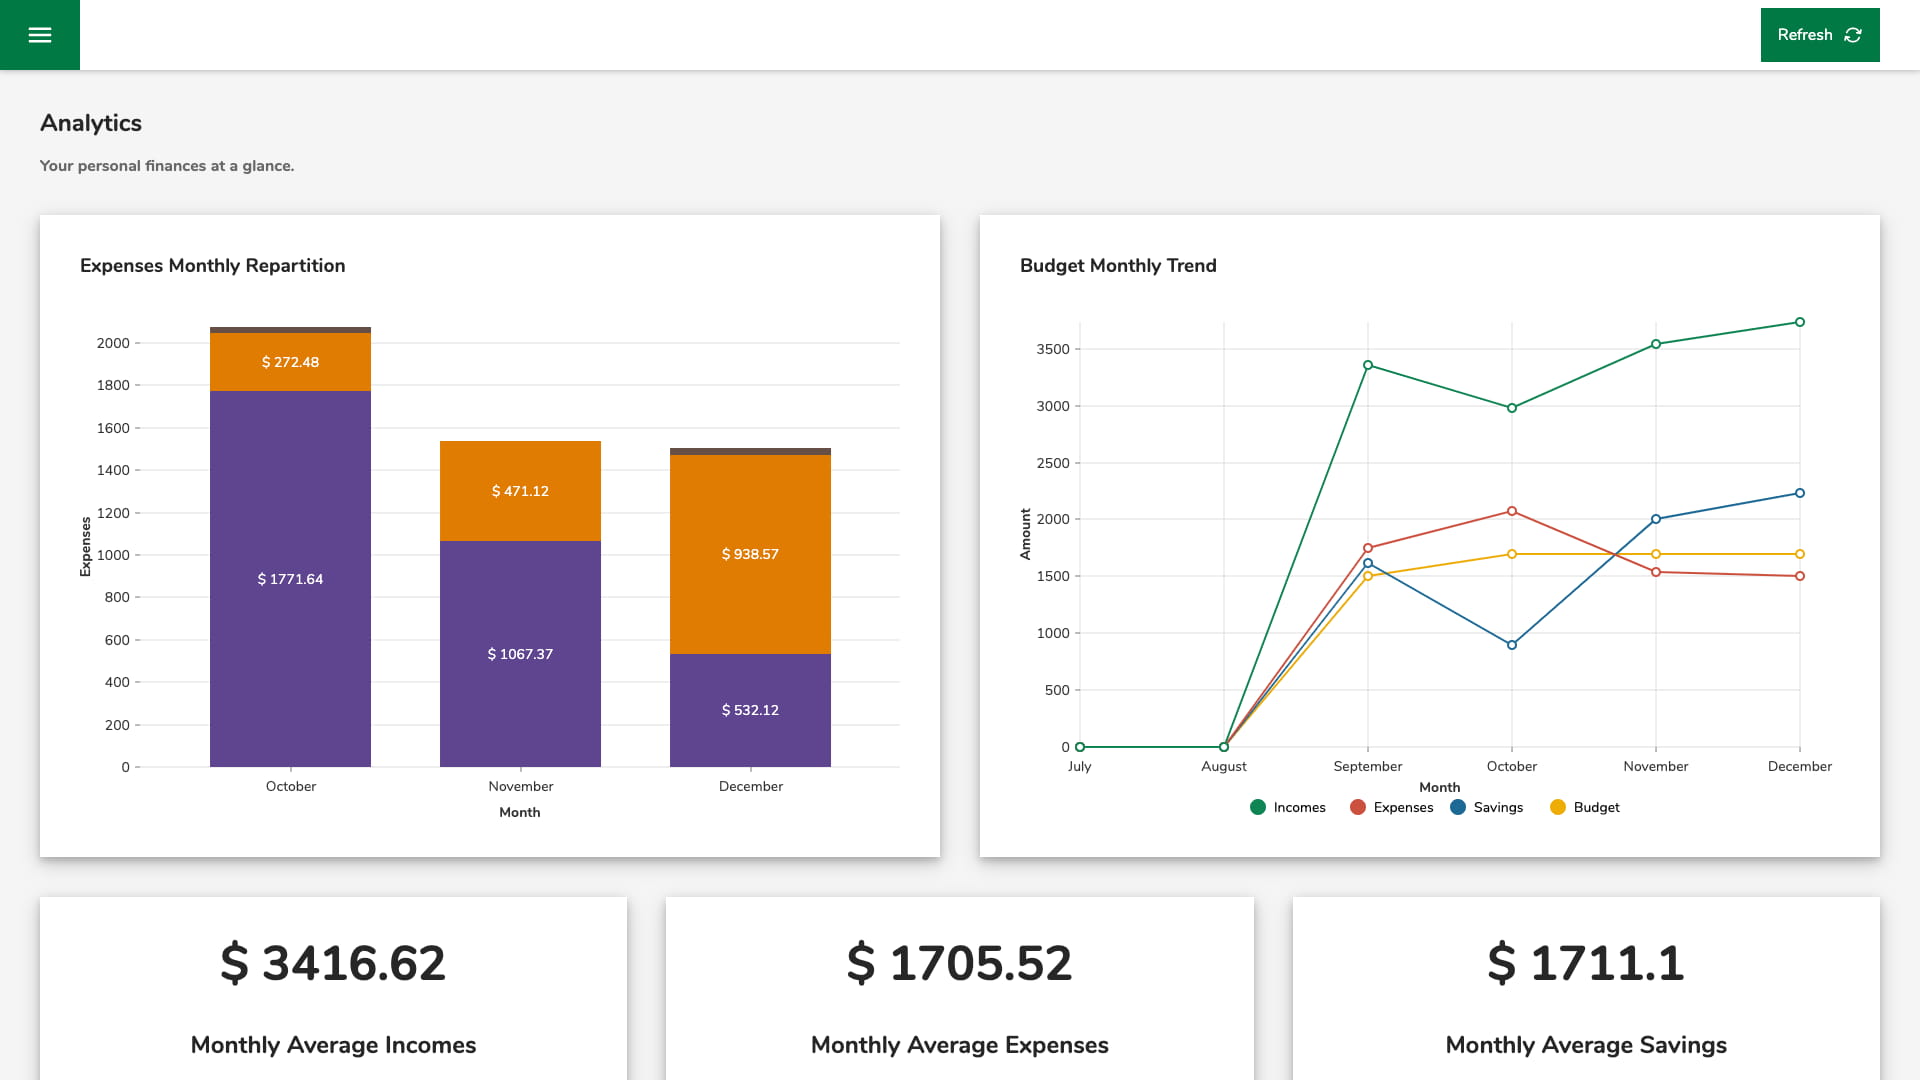 Refresh
Analytics
Your personal finances at a glance.
Expenses Monthly Repartition
2000
1800
1600
1400
1200
1000
800
600
400
200
0
Expenses
$ 272.48
$ 1771.64
$ 471.12
$ 1067.37
$ 938.57
$ 532.12
October November December
Month
Budget Monthly Trend
3500
3000
2500
2000
1500
1000
500
0
Amount
July August September October November December
Month
Incomes Expenses Savings Budget
$ 3416.62
Monthly Average Incomes
$ 1705.52
Monthly Average Expenses
$ 1711.1
Monthly Average Savings